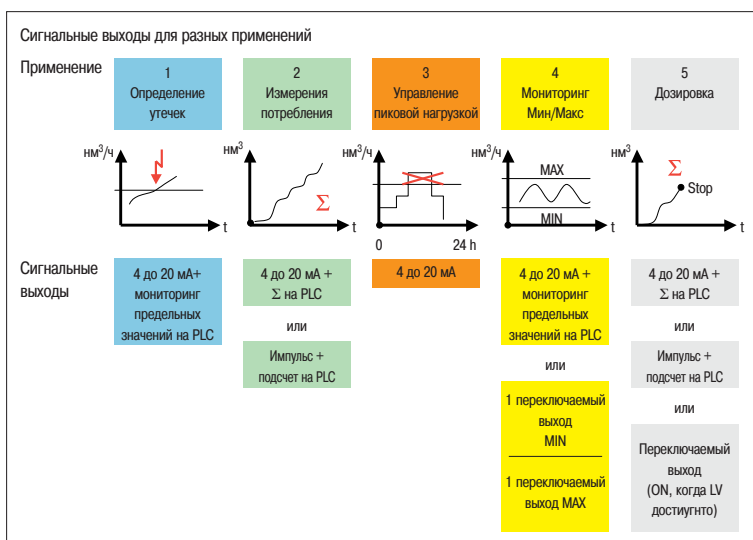 Сигнальные выходы для разных применений
Применение
1
Определение
утечек
2
Измерения
потребления
3
Управление
пиковой нагрузкой
4
Мониторинг
Мин/Макс
5
Дозировка
нм³/ч
t
нм³
Σ
t
нм³/ч
0
24 h
нм³/ч
MAX
MIN
t
нм³
Σ
Stop
t
Сигнальные
выходы
4 до 20 мА+
мониторинг
предельных
значений на PLC
4 до 20 мА +
Σ на PLC
или
Импульс +
подсчет на PLC
4 до 20 мА
4 до 20 мА +
мониторинг
предельных
значений на PLC
или
1 переключаемый
выход
MIN
1 переключаемый
выход MAX
4 до 20 мА +
Σ на PLC
или
Импульс +
подсчет на PLC
или
Переключаемый
выход
(ON, когда LV
достиугнто)